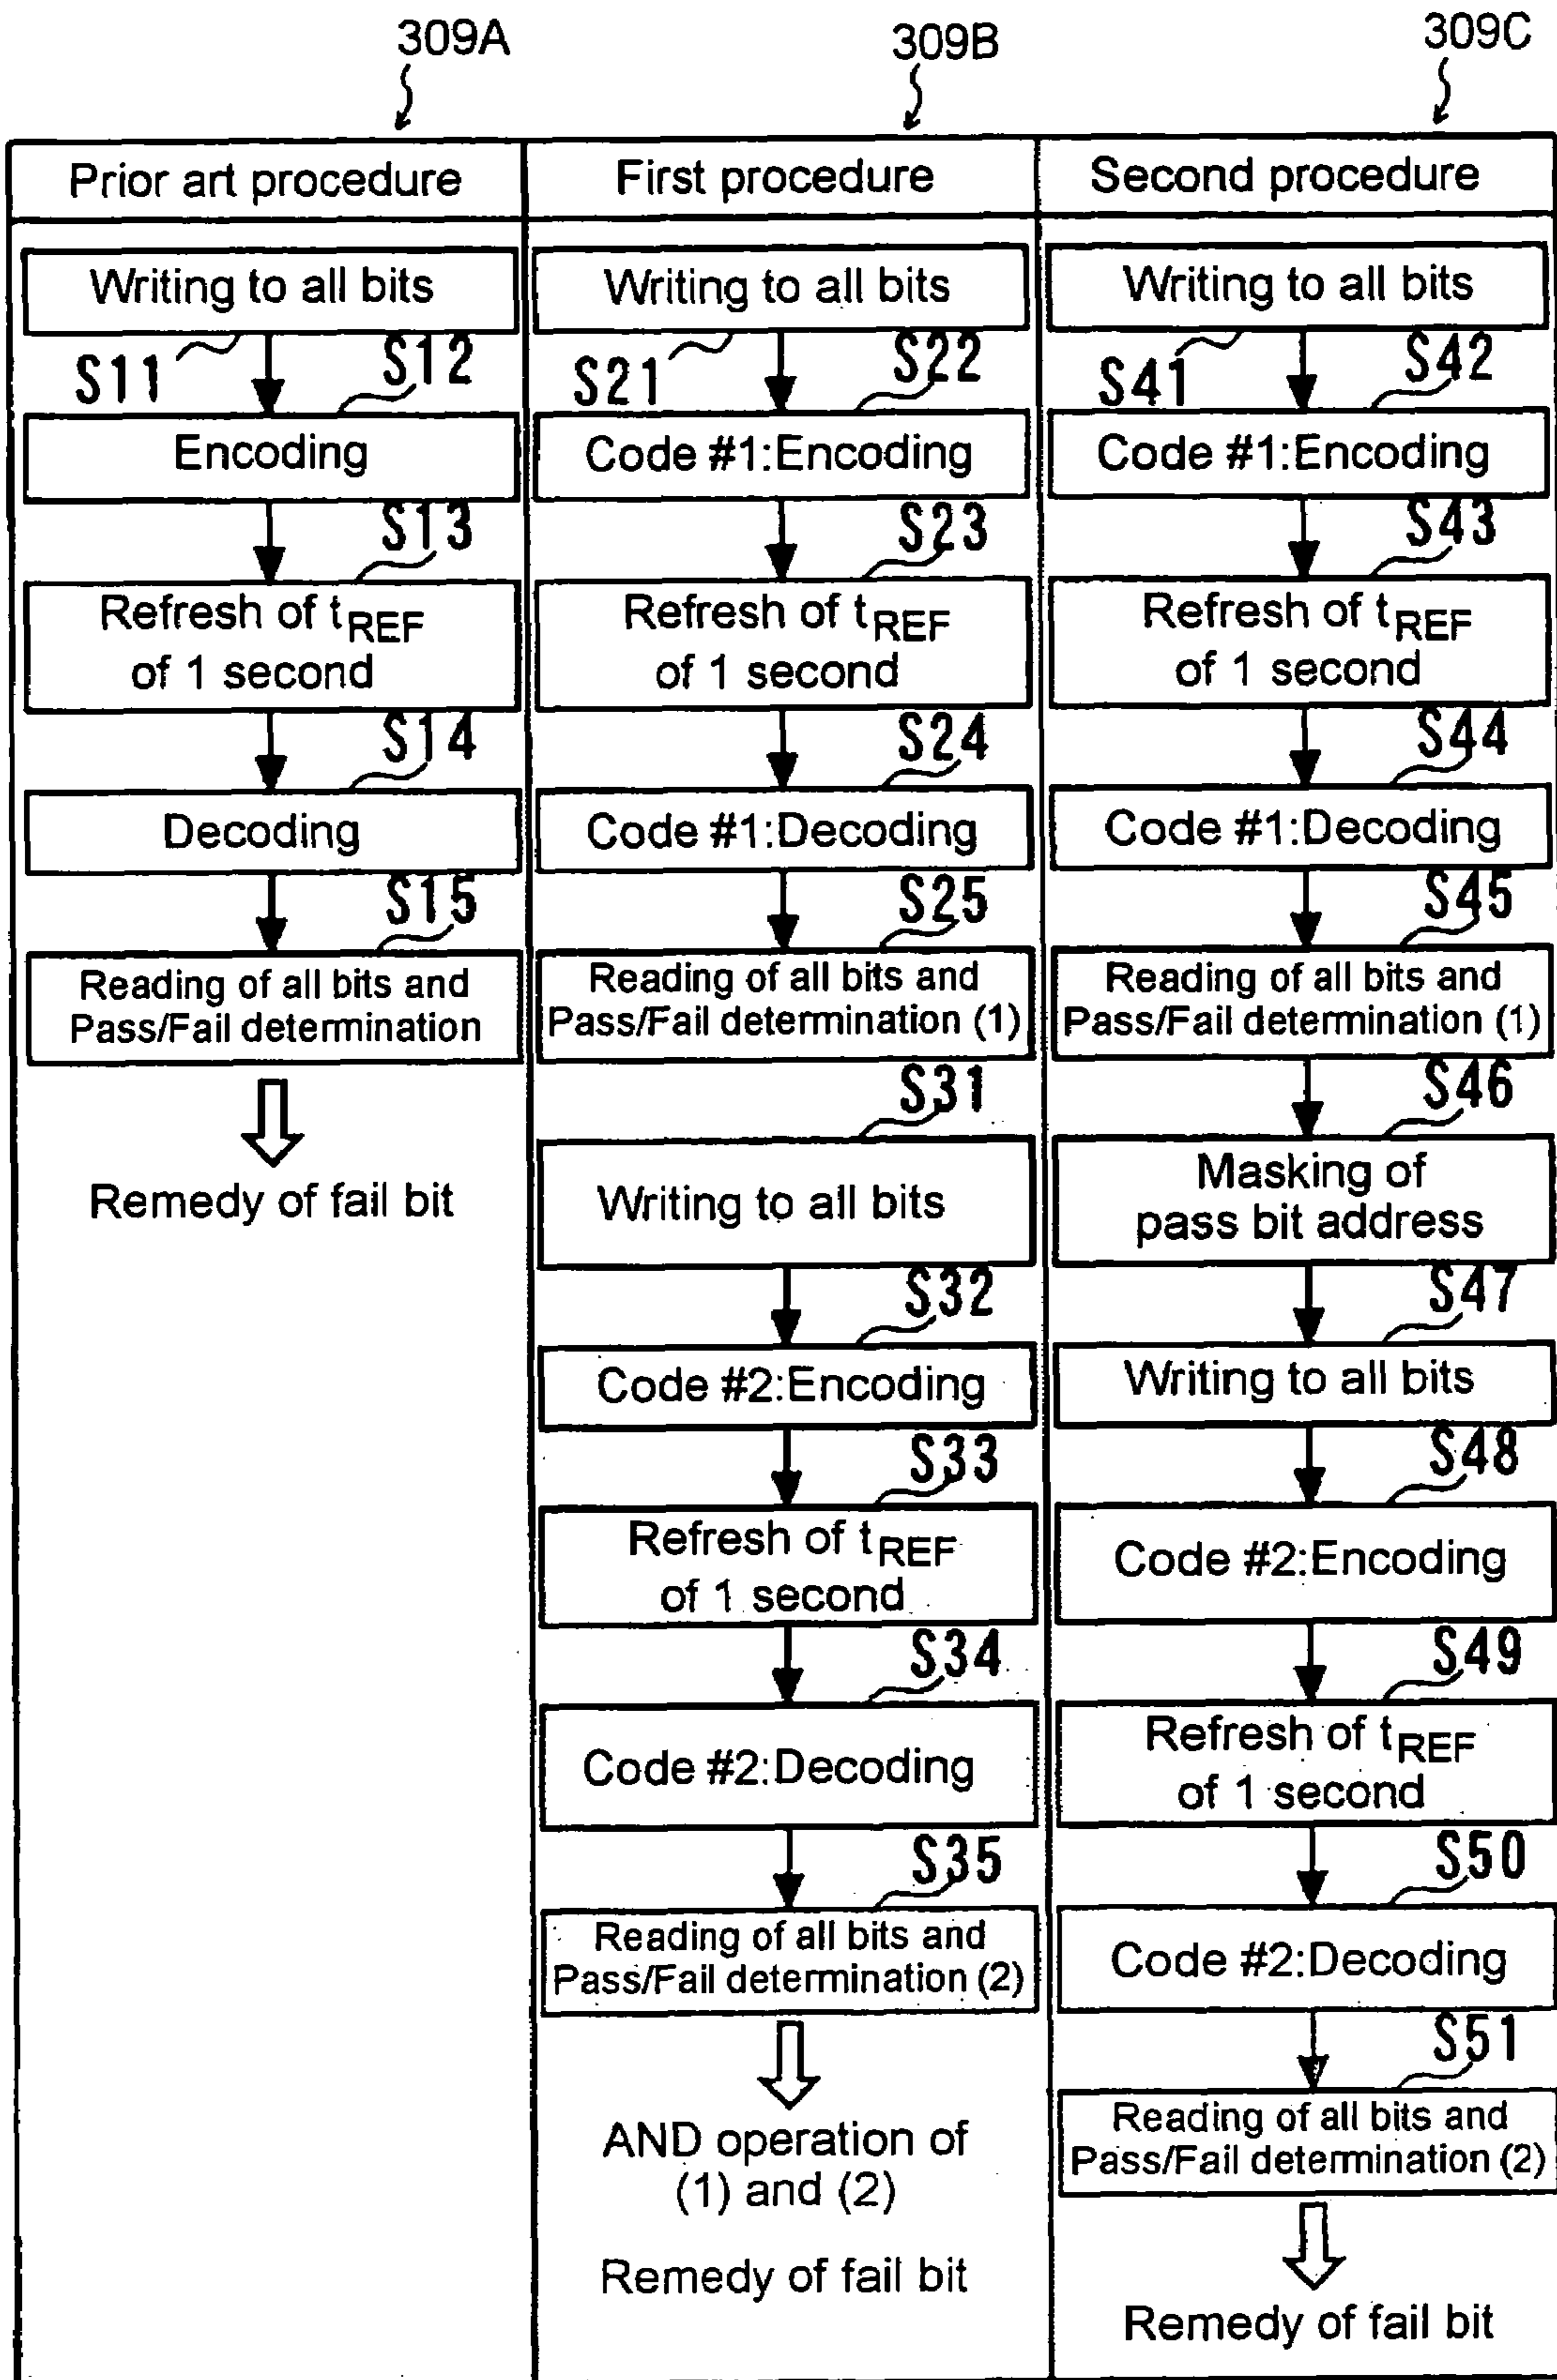 309A
309B
309C
Prior art procedure
First procedure
Second procedure
Writing to all bits
S11
S12
Encoding
S13
Refresh of tREF
of 1 second
S14
Decoding
S15
Reading of all bits and
Pass/Fail determination
Remedy of fail bit
Writing to all bits
S21
S22
Code #1:Encoding
S23
Refresh of tREF
of 1 second
S24
Code #1:Decoding
S25
Reading of all bits and
Pass/Fail determination (1)
S31
Writing to all bits
S32
Code #2:Encoding
S33
Refresh of tREF
of 1 second
S34
Code #2:Decoding
S35
Reading of all bits and
Pass/Fail determination (2)
AND operation of
(1) and (2)
Remedy of fail bit
Writing to all bits
S41
S42
Code #1:Encoding
S43
Refresh of tREF
of 1 second
S44
Code #1:Decoding
S45
Reading of all bits and
Pass/Fail determination (1)
S46
Masking of
pass bit address
S47
Writing to all bits
S48
Code #2:Encoding
S49
Refresh of tREF
of 1 second
S50
Code #2:Decoding
S51
Reading of all bits and
Pass/Fail determination (2)
Remedy of fail bit